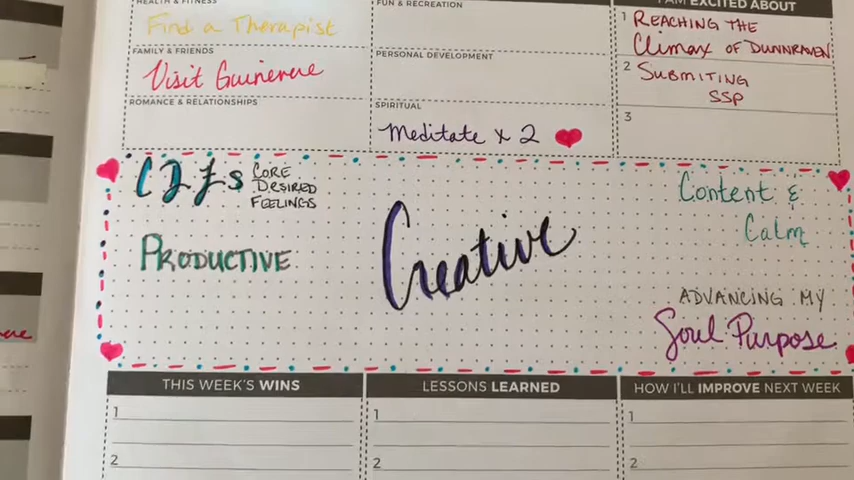 HEALTH & FITNESS
Find a Therapist
FAMILY & FRIENDS
Visit Guinevere
ROMANCE & RELATIONSHIPS
FUN & RECREATION
PERSONAL DEVELOPMENT
SPIRITUAL
Meditate x 2
I AM EXCITED ABOUT
1 REACHING THE
Climax OF DUNNRAVEN
2 SUBMITING
SSP
3
CDFs CORE
DESIRED
FEELINGS
PRODUCTIVE
Creative
Content &
Calm
ADVANCING MY
Soul Purpose
THIS WEEK'S WINS
1
2
LESSONS LEARNED
1
2
HOW I'LL IMPROVE NEXT WEEK
1
2